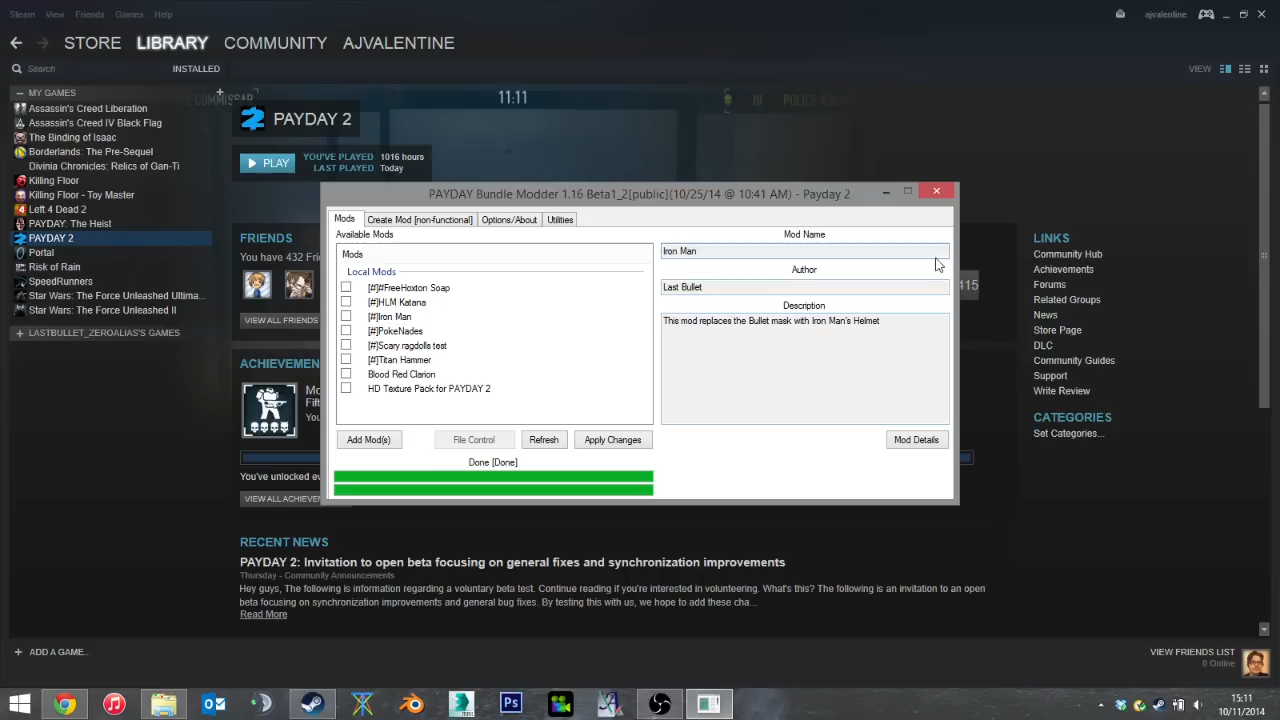 Steam View Friends Games Help
ajvalentine
STORE LIBRARY COMMUNITY AJVALENTINE
Search
INSTALLED
VIEW
MY GAMES
Assassin's Creed Liberation
Assassin's Creed IV Black Flag
The Binding of Isaac
Borderlands: The Pre-Sequel
Divinia Chronicles: Relics of Gan-Ti
Killing Floor
Killing Floor - Toy Master
Left 4 Dead 2
PAYDAY: The Heist
PAYDAY 2
Portal
Risk of Rain
SpeedRunners
Star Wars: The Force Unleashed Ultima...
Star Wars: The Force Unleashed II
LASTBULLET_ZEROALIAS'S GAMES
11:11
PAYDAY 2
PLAY
YOU'VE PLAYED 1016 hours
LAST PLAYED Today
PAYDAY Bundle Modder 1.16 Beta1_2[public](10/25/14 @ 10:41 AM) - Payday 2
Mods Create Mod [non-functional] Options/About Utilities
Available Mods
Mods
Local Mods
[#]#FreeHoxton Soap
[#]HLM Katana
[#]Iron Man
[#]PokeNades
[#]Scary ragdolls test
[#]Titan Hammer
Blood Red Clarion
HD Texture Pack for PAYDAY 2
Add Mod(s) File Control Refresh Apply Changes
Done [Done]
Mod Name
Iron Man
Author
Last Bullet
Description
This mod replaces the Bullet mask with Iron Man's Helmet
Mod Details
FRIENDS
You have 432 Fri
VIEW ALL FRIENDS
415
ACHIEVEMEN
You've unlocked ev
VIEW ALL ACHIEVEM
LINKS
Community Hub
Achievements
Forums
Related Groups
News
Store Page
DLC
Community Guides
Support
Write Review
CATEGORIES
Set Categories...
RECENT NEWS
PAYDAY 2: Invitation to open beta focusing on general fixes and synchronization improvements
Thursday - Community Announcements
Hey guys, The following is information regarding a voluntary beta test. Continue reading if you're interested in volunteering. What's this? The following is an invitation to an open
beta focusing on synchronization improvements and general bug fixes. By testing this with us, we hope to add these cha...
Read More
ADD A GAME...
VIEW FRIENDS LIST
0 Online
Ps
15:11
10/11/2014